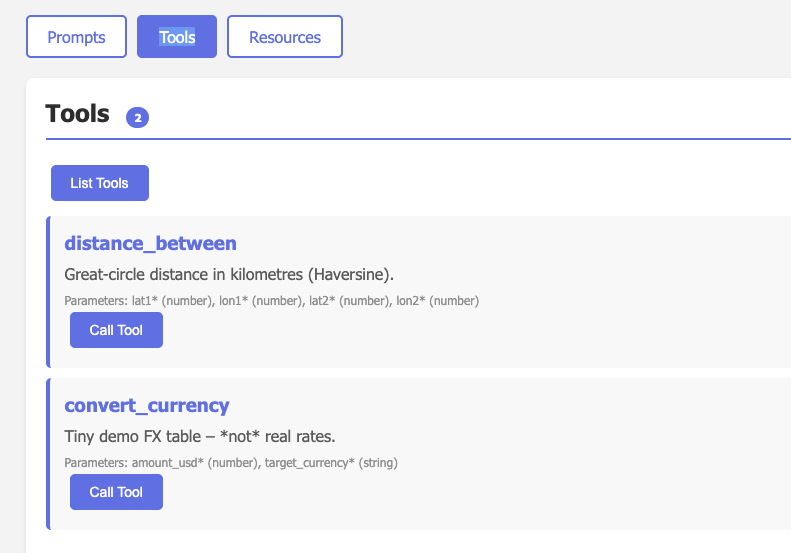 Prompts
Tools
Resources
Tools 2
List Tools
distance_between
Great-circle distance in kilometres (Haversine).
Parameters: lat1* (number), lon1* (number), lat2* (number), lon2* (number)
Call Tool
convert_currency
Tiny demo FX table – *not* real rates.
Parameters: amount_usd* (number), target_currency* (string)
Call Tool